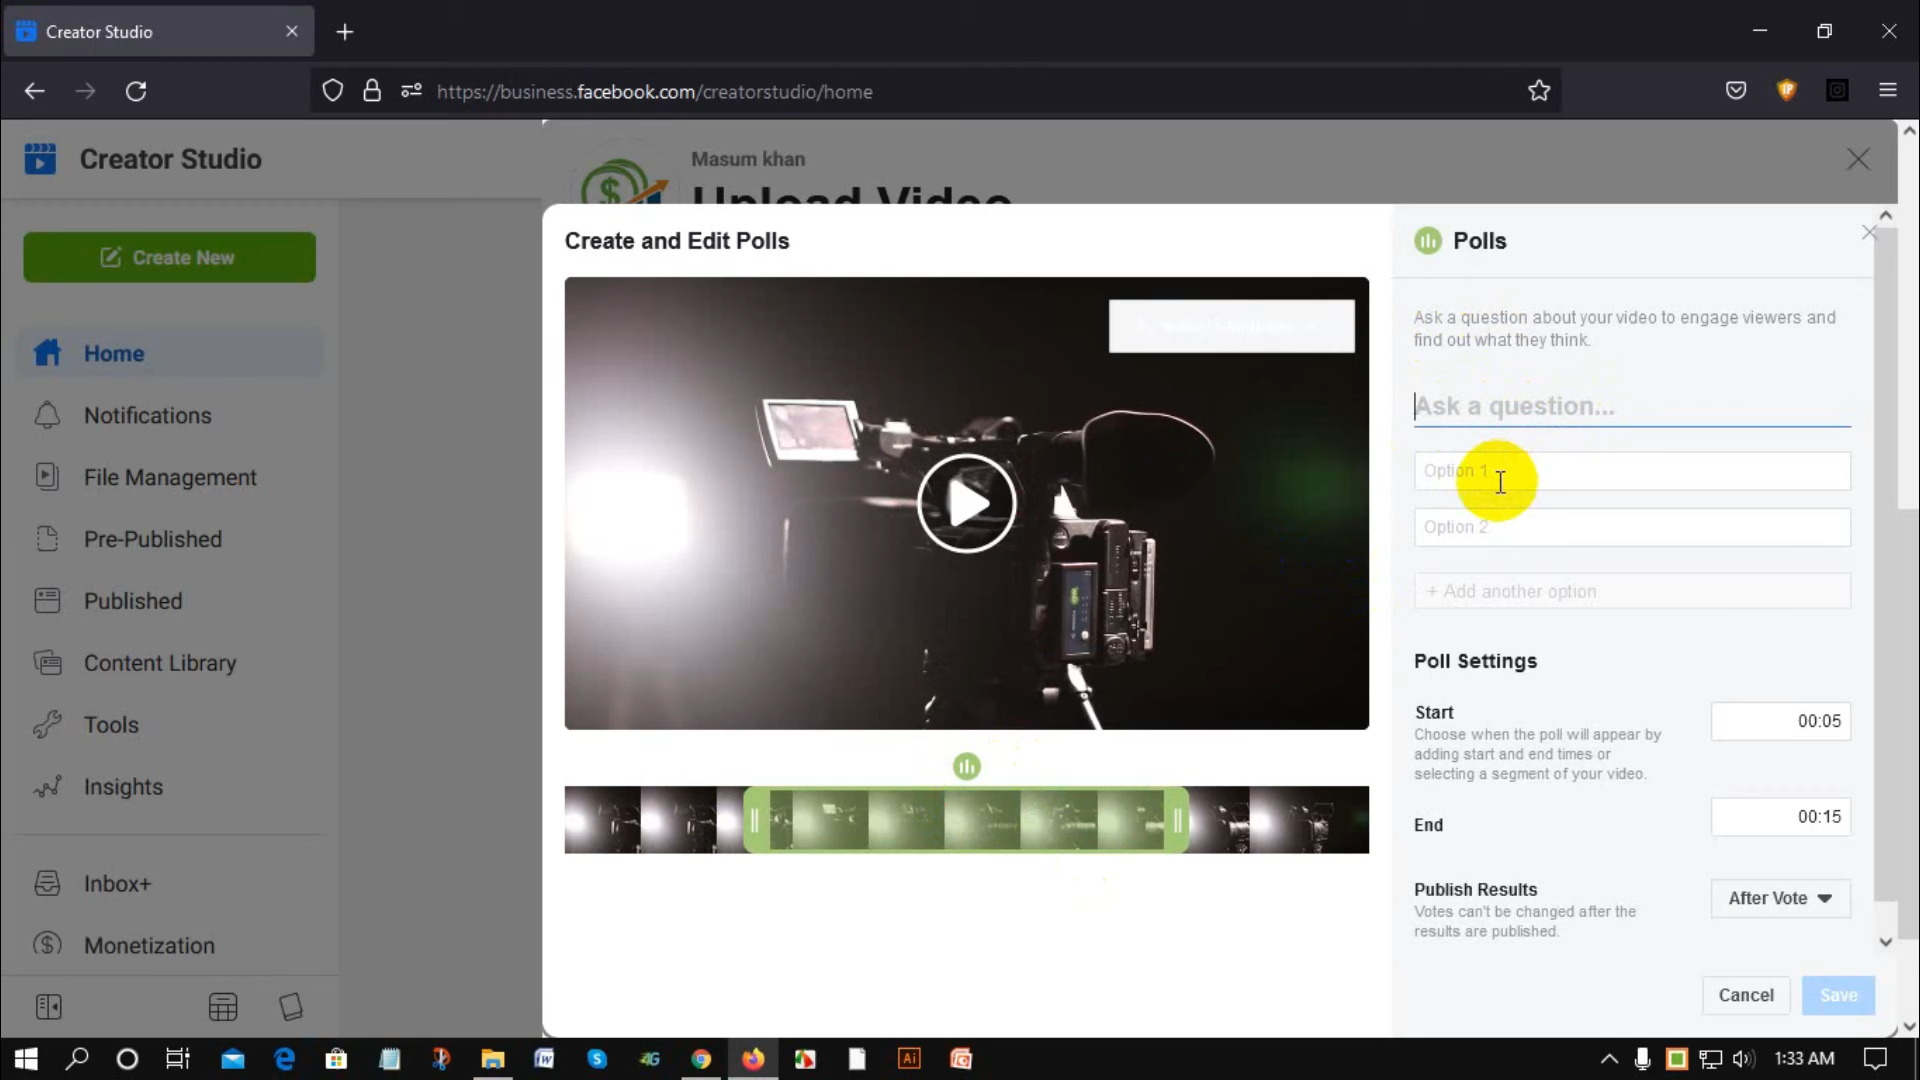 Creator Studio
https://business.facebook.com/creatorstudio/home
Creator Studio
Masum khan
Upload Video
Create New
Home
Notifications
File Management
Pre-Published
Published
Content Library
Tools
Insights
Inbox+
Monetization
Create and Edit Polls
Polls
Ask a question about your video to engage viewers and
find out what they think.
Ask a question...
Option 1
Option 2
+ Add another option
Poll Settings
Start
00:05
Choose when the poll will appear by
adding start and end times or
selecting a segment of your video.
End
00:15
Publish Results
After Vote
Votes can't be changed after the
results are published.
Cancel
Save
1:33 AM